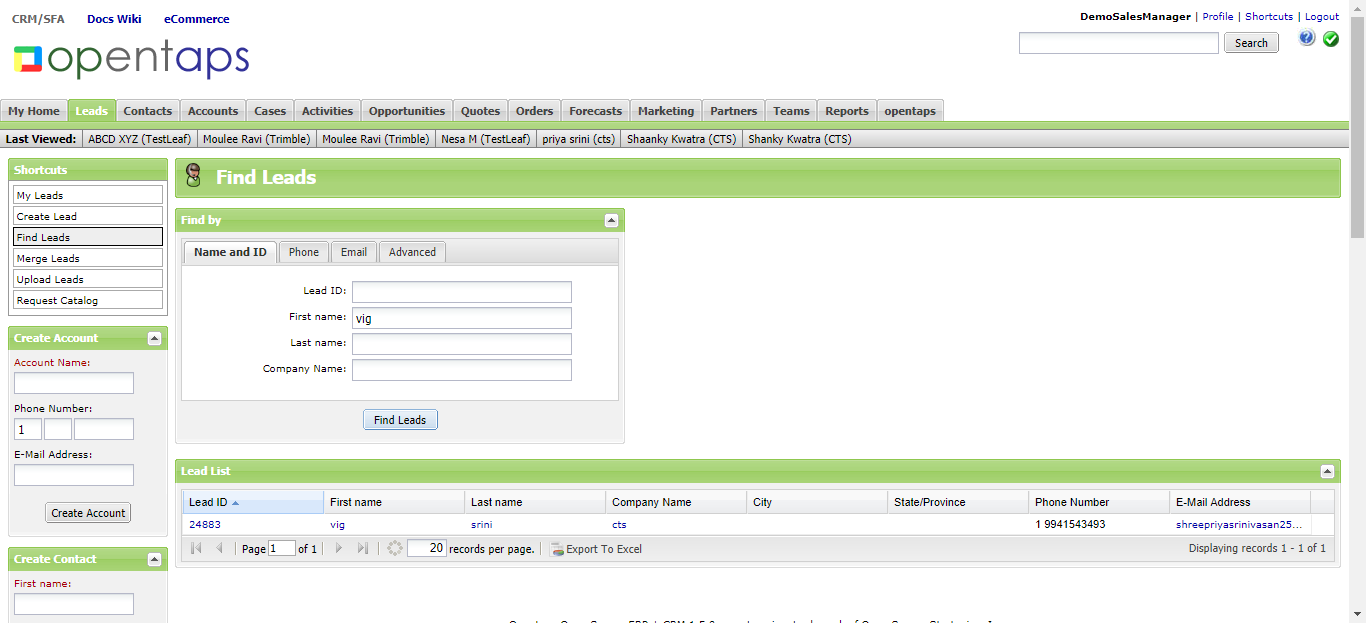 CRM/SFA Docs Wiki eCommerce
DemoSalesManager | Profile | Shortcuts | Logout
opentaps
Search
My Home Leads Contacts Accounts Cases Activities Opportunities Quotes Orders Forecasts Marketing Partners Teams Reports opentaps
Last Viewed: ABCD XYZ (TestLeaf) Moulee Ravi (Trimble) Moulee Ravi (Trimble) Nesa M (TestLeaf) priya srini (cts) Shaanky Kwatra (CTS) Shanky Kwatra (CTS)
Shortcuts
My Leads
Create Lead
Find Leads
Merge Leads
Upload Leads
Request Catalog
Create Account
Account Name:
Phone Number:
1
E-Mail Address:
Create Account
Create Contact
First name:
Find Leads
Find by
Name and ID Phone Email Advanced
Lead ID:
First name: vig
Last name:
Company Name:
Find Leads
Lead List
Lead ID First name Last name Company Name City State/Province Phone Number E-Mail Address
24883 vig srini cts 1 9941543493 shreepriyasrinivasan25...
Page 1 of 1 20 records per page. Export To Excel Displaying records 1 - 1 of 1